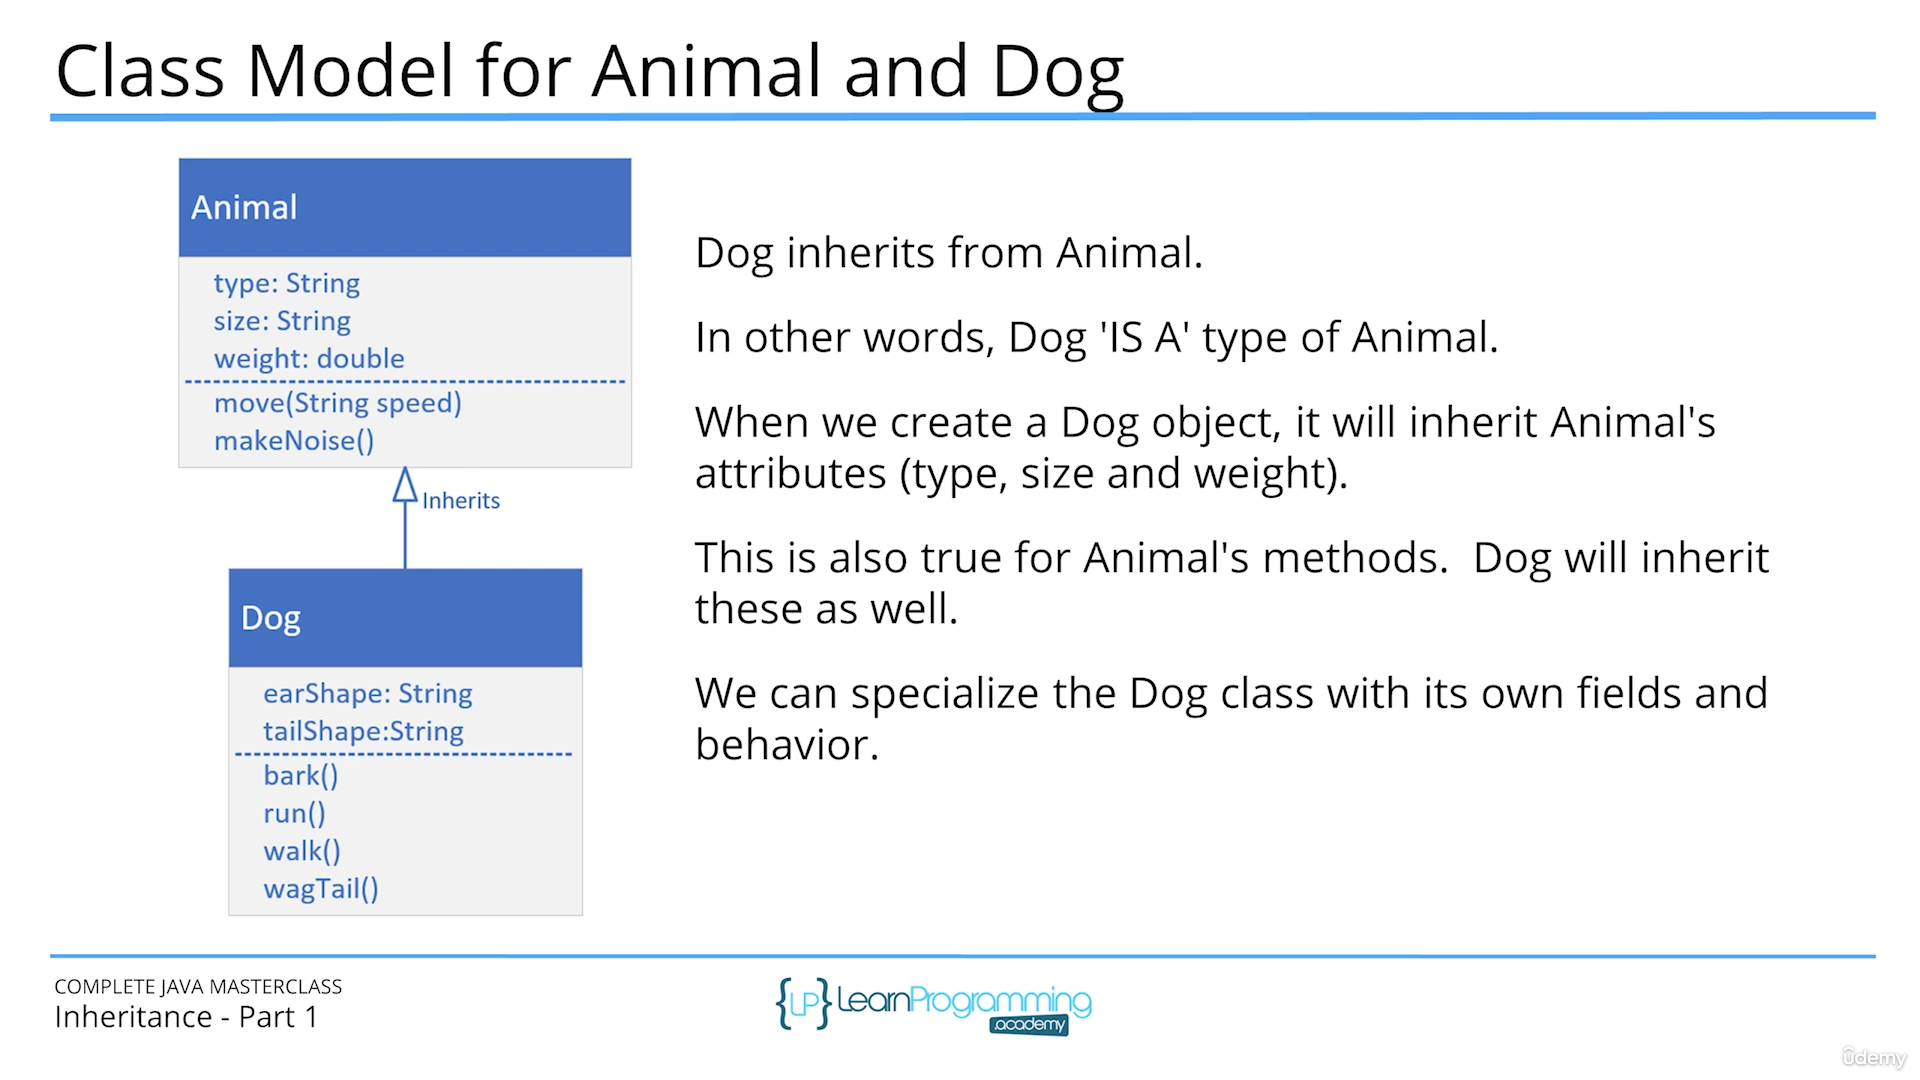 Class Model for Animal and Dog
Animal
type: String
size: String
weight: double
move(String speed)
makeNoise()
Inherits
Dog
earShape: String
tailShape:String
bark()
run()
walk()
wagTail()
Dog inherits from Animal.
In other words, Dog 'IS A' type of Animal.
When we create a Dog object, it will inherit Animal's
attributes (type, size and weight).
This is also true for Animal's methods.  Dog will inherit
these as well.
We can specialize the Dog class with its own fields and
behavior.
COMPLETE JAVA MASTERCLASS
Inheritance - Part 1
{LP} LearnProgramming
.academy
ûdemy